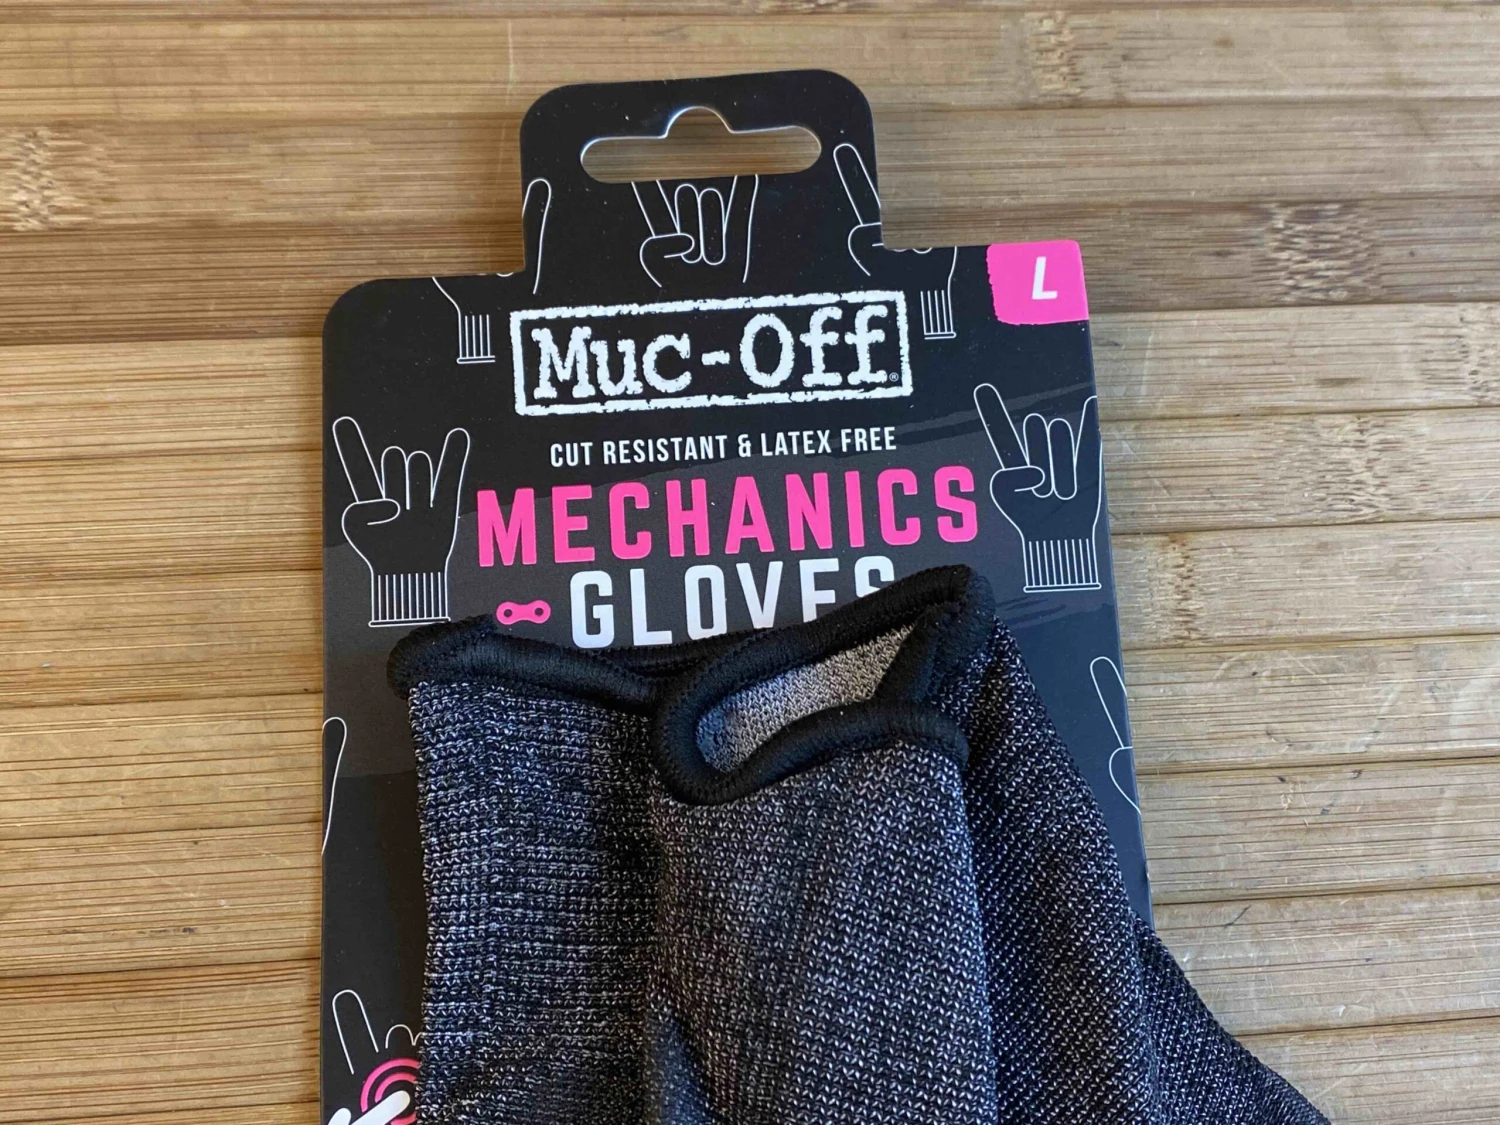 L
Muc-Off®
CUT RESISTANT & LATEX FREE
MECHANICS
GLOVES